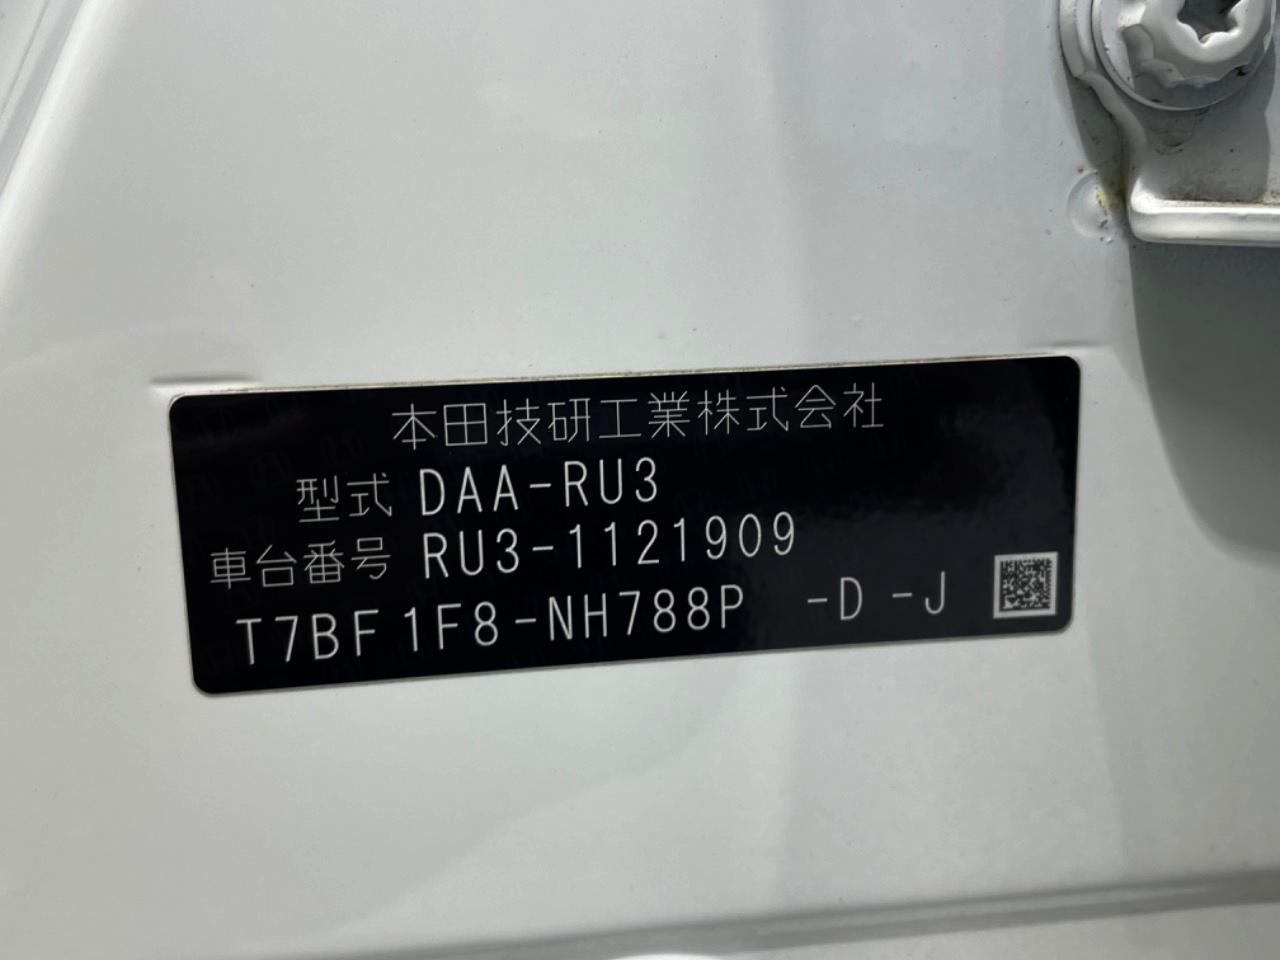 本田技研工業株式会社
型式 DAA-RU3
車台番号 RU3-1121909
T7BF1F8-NH788P -D -J